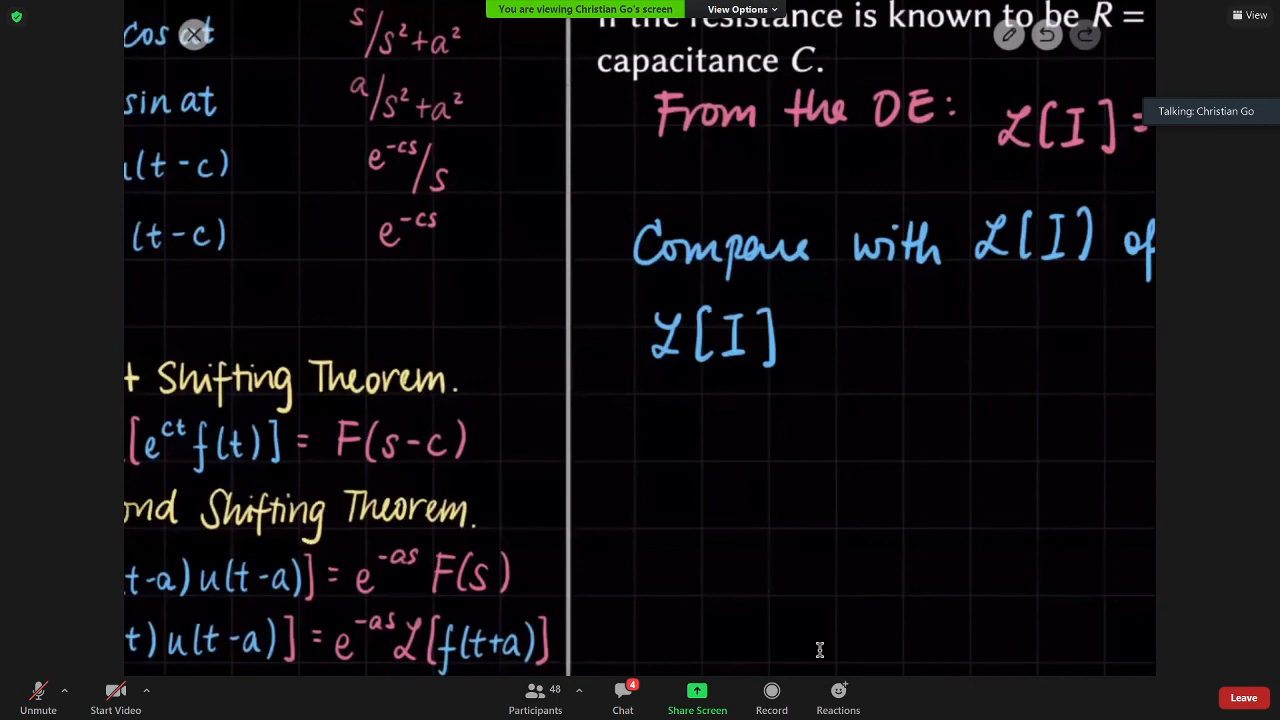 You are viewing Christian Go's screen
View Options
View
Talking: Christian Go
cos at s/s²+a²
sin at a/s²+a²
u(t-c) e^-cs/s
(t-c) e^-cs
t Shifting Theorem.
[e^ct f(t)] = F(s-c)
ond Shifting Theorem.
t-a) u(t-a)] = e^-as F(s)
t) u(t-a)] = e^-as ℒ[f(t+a)]
If the resistance is known to be R =
capacitance C.
From the DE: ℒ[I] =
Compare with ℒ[I] of
ℒ[I]
Unmute
Start Video
48
Participants
4
Chat
Share Screen
Record
Reactions
Leave